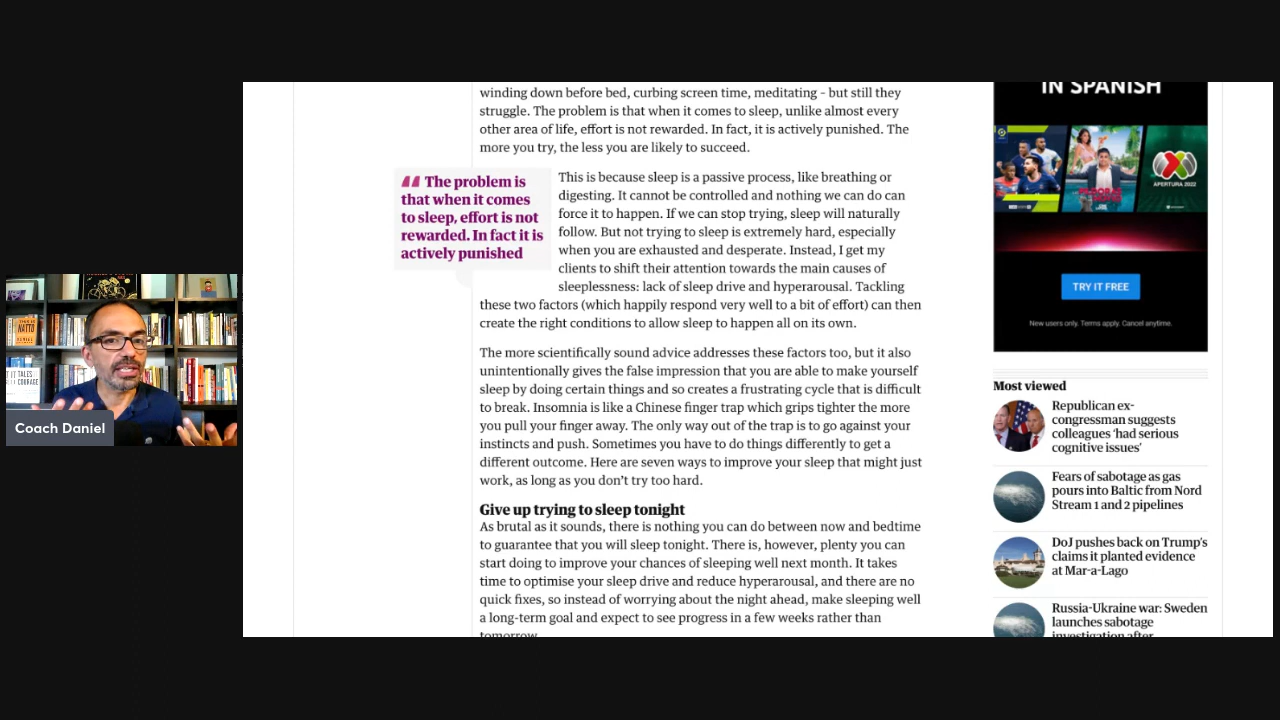 winding down before bed, curbing screen time, meditating – but still they
struggle. The problem is that when it comes to sleep, unlike almost every
other area of life, effort is not rewarded. In fact, it is actively punished. The
more you try, the less you are likely to succeed.
The problem is
that when it comes
to sleep, effort is not
rewarded. In fact it is
actively punished
This is because sleep is a passive process, like breathing or
digesting. It cannot be controlled and nothing we can do can
force it to happen. If we can stop trying, sleep will naturally
follow. But not trying to sleep is extremely hard, especially
when you are exhausted and desperate. Instead, I get my
clients to shift their attention towards the main causes of
sleeplessness: lack of sleep drive and hyperarousal. Tackling
these two factors (which happily respond very well to a bit of effort) can then
create the right conditions to allow sleep to happen all on its own.
The more scientifically sound advice addresses these factors too, but it also
unintentionally gives the false impression that you are able to make yourself
sleep by doing certain things and so creates a frustrating cycle that is difficult
to break. Insomnia is like a Chinese finger trap which grips tighter the more
you pull your finger away. The only way out of the trap is to go against your
instincts and push. Sometimes you have to do things differently to get a
different outcome. Here are seven ways to improve your sleep that might just
work, as long as you don't try too hard.
Give up trying to sleep tonight
As brutal as it sounds, there is nothing you can do between now and bedtime
to guarantee that you will sleep tonight. There is, however, plenty you can
start doing to improve your chances of sleeping well next month. It takes
time to optimise your sleep drive and reduce hyperarousal, and there are no
quick fixes, so instead of worrying about the night ahead, make sleeping well
a long-term goal and expect to see progress in a few weeks rather than
tomorrow.
IN SPANISH
APERTURA 2022
TRY IT FREE
New users only. Terms apply. Cancel anytime.
Most viewed
Republican ex-
congressman suggests
colleagues 'had serious
cognitive issues'
Fears of sabotage as gas
pours into Baltic from Nord
Stream 1 and 2 pipelines
DoJ pushes back on Trump's
claims it planted evidence
at Mar-a-Lago
Russia-Ukraine war: Sweden
launches sabotage
investigation after
NATTO
TALES
COURAGE
Coach Daniel